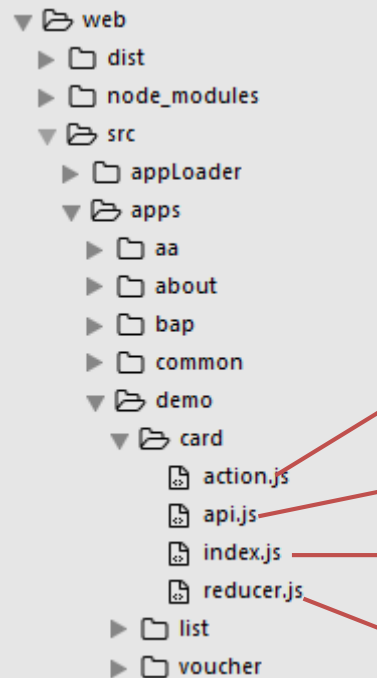 web
dist
node_modules
src
appLoader
apps
aa
about
bap
common
demo
card
action.js
api.js
index.js
reducer.js
list
voucher